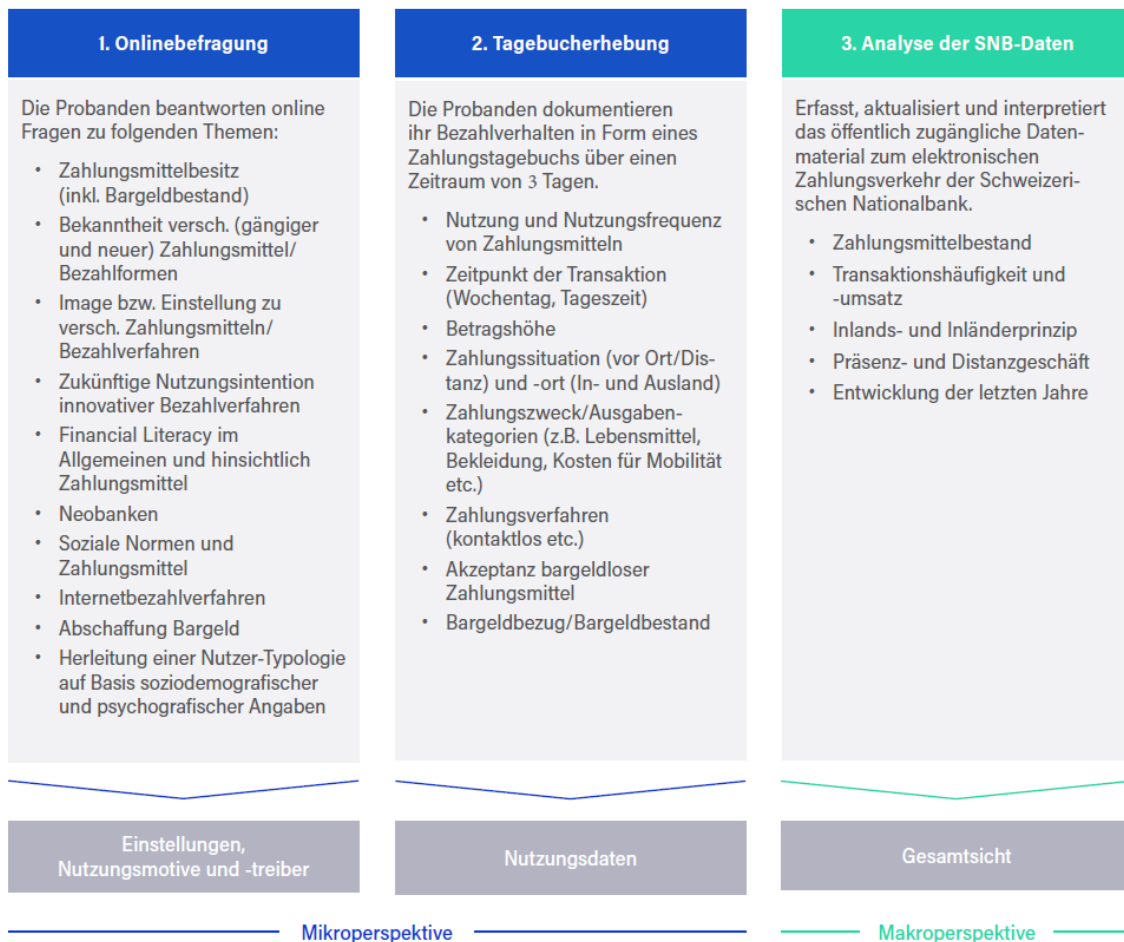 1. Onlinebefragung
Die Probanden beantworten online
Fragen zu folgenden Themen:
• Zahlungsmittelbesitz
(inkl. Bargeldbestand)
• Bekanntheit versch. (gängiger
und neuer) Zahlungsmittel/
Bezahlformen
• Image bzw. Einstellung zu
versch. Zahlungsmitteln/
Bezahlverfahren
• Zukünftige Nutzungsintention
innovativer Bezahlverfahren
• Financial Literacy im
Allgemeinen und hinsichtlich
Zahlungsmittel
• Neobanken
• Soziale Normen und
Zahlungsmittel
• Internetbezahlverfahren
• Abschaffung Bargeld
• Herleitung einer Nutzer-Typologie
auf Basis soziodemografischer
und psychografischer Angaben
Einstellungen,
Nutzungsmotive und -treiber
2. Tagebucherhebung
Die Probanden dokumentieren
ihr Bezahlverhalten in Form eines
Zahlungstagebuchs über einen
Zeitraum von 3 Tagen.
• Nutzung und Nutzungsfrequenz
von Zahlungsmitteln
• Zeitpunkt der Transaktion
(Wochentag, Tageszeit)
• Betragshöhe
• Zahlungssituation (vor Ort/Dis-
tanz) und -ort (In- und Ausland)
• Zahlungszweck/Ausgaben-
kategorien (z.B. Lebensmittel,
Bekleidung, Kosten für Mobilität
etc.)
• Zahlungsverfahren
(kontaktlos etc.)
• Akzeptanz bargeldloser
Zahlungsmittel
• Bargeldbezug/Bargeldbestand
Nutzungsdaten
3. Analyse der SNB-Daten
Erfasst, aktualisiert und interpretiert
das öffentlich zugängliche Daten-
material zum elektronischen
Zahlungsverkehr der Schweizeri-
schen Nationalbank.
• Zahlungsmittelbestand
• Transaktionshäufigkeit und
-umsatz
• Inlands- und Inländerprinzip
• Präsenz- und Distanzgeschäft
• Entwicklung der letzten Jahre
Gesamtsicht
Mikroperspektive
Makroperspektive